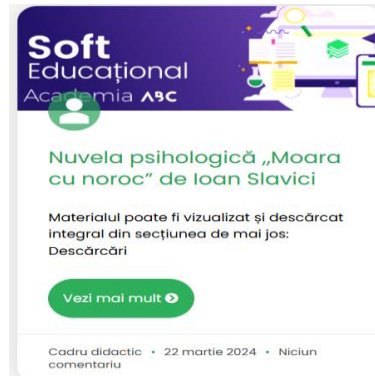 Soft
Educațional
Academia ABC
Nuvela psihologică „Moara
cu noroc” de Ioan Slavici
Materialul poate fi vizualizat și descărcat
integral din secțiunea de mai jos:
Descărcări
Vezi mai mult
Cadru didactic • 22 martie 2024 • Niciun
comentariu